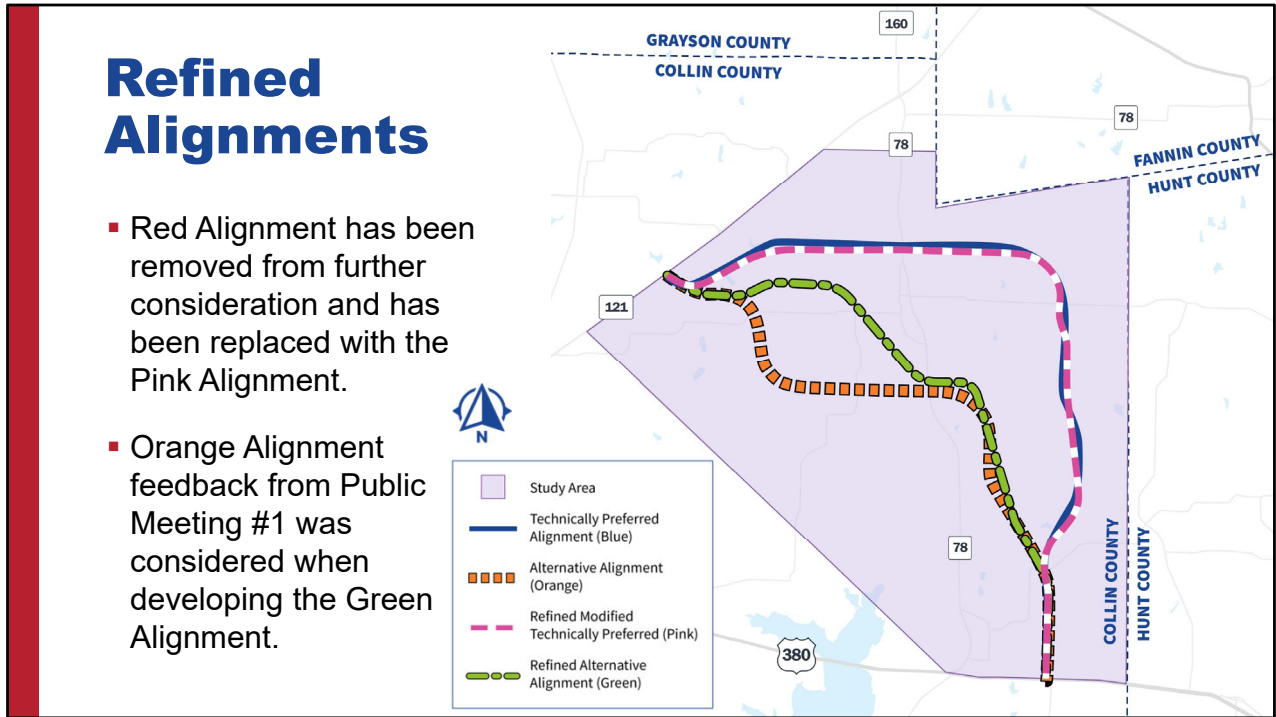 Refined
Alignments
▪ Red Alignment has been
removed from further
consideration and has
been replaced with the
Pink Alignment.
▪ Orange Alignment
feedback from Public
Meeting #1 was
considered when
developing the Green
Alignment.
160
GRAYSON COUNTY
COLLIN COUNTY
78
78
FANNIN COUNTY
HUNT COUNTY
121
N
Study Area
Technically Preferred
Alignment (Blue)
Alternative Alignment
(Orange)
Refined Modified
Technically Preferred (Pink)
Refined Alternative
Alignment (Green)
78
COLLIN COUNTY
HUNT COUNTY
380